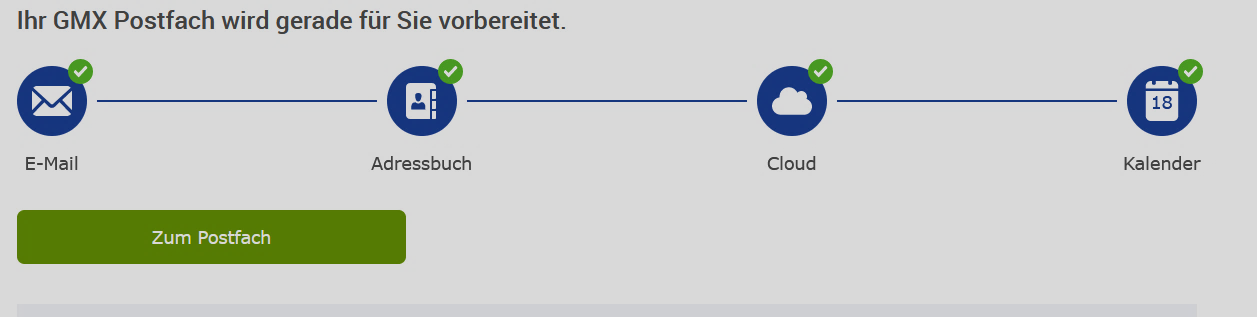 Ihr GMX Postfach wird gerade für Sie vorbereitet.
18
E-Mail Adressbuch Cloud Kalender
Zum Postfach